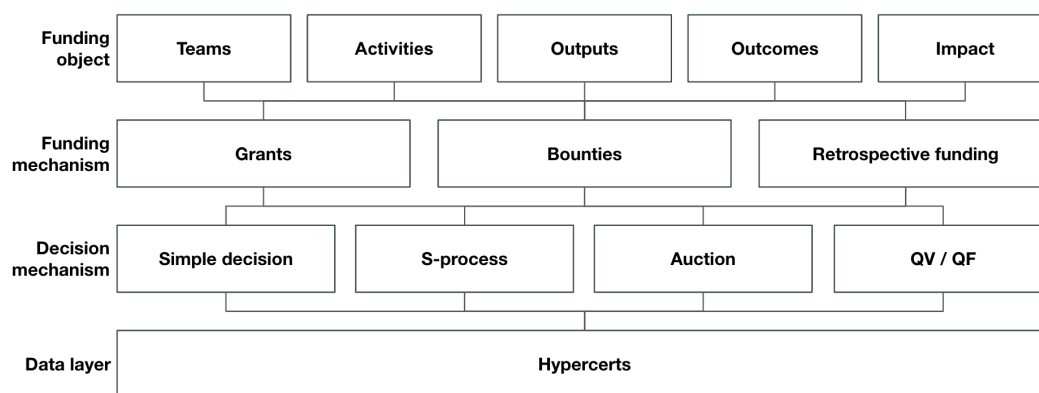 Funding
object
Teams
Activities
Outputs
Outcomes
Impact
Funding
mechanism
Grants
Bounties
Retrospective funding
Decision
mechanism
Simple decision
S-process
Auction
QV / QF
Data layer
Hypercerts